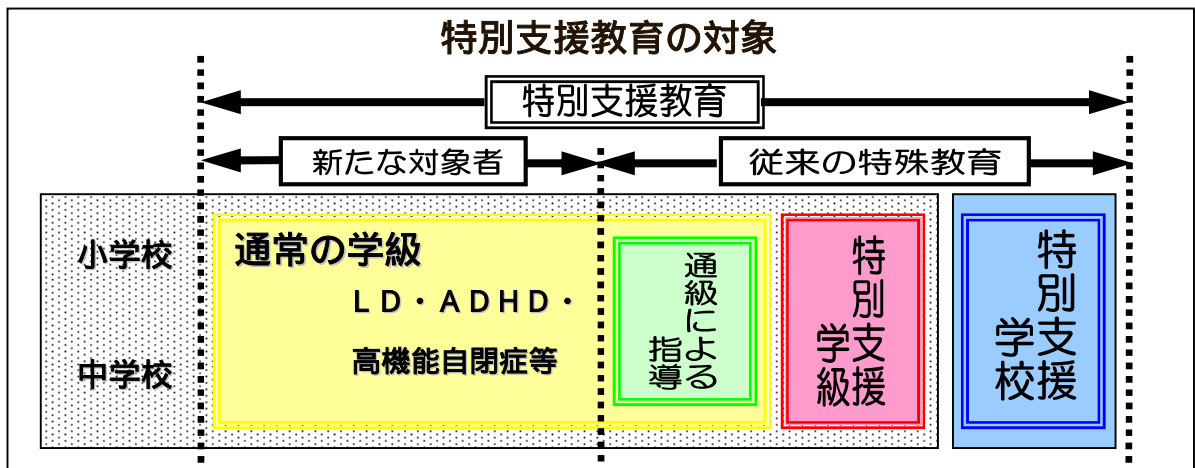 特別支援教育の対象
特別支援教育
新たな対象者
従来の特殊教育
小学校
中学校
通常の学級
ＬＤ・ＡＤＨＤ・
高機能自閉症等
通級による
指導
特別支援
学級
特別支援
学校